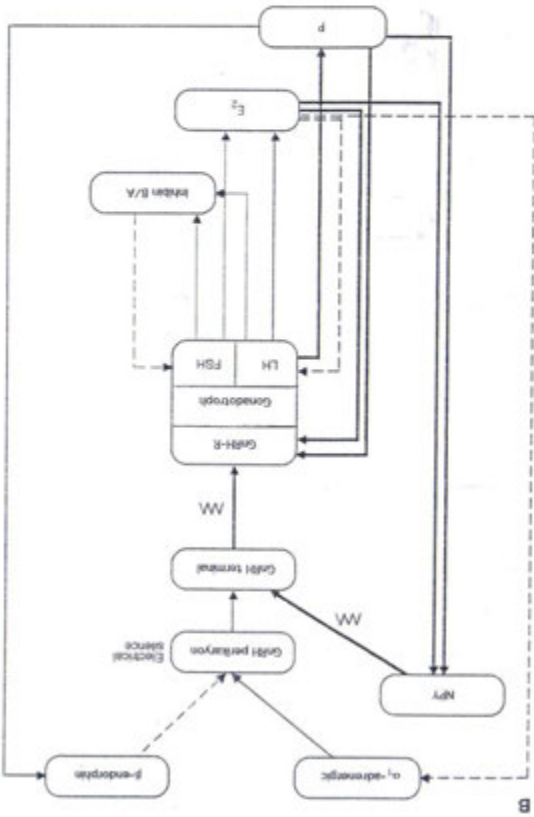 B
α₁-adrenergic
β-endorphin
NPY
GnRH perikaryon
Electrical
silence
GnRH terminal
GnRH-R
Gonadotroph
LH
FSH
Inhibin B/A
E₂
P